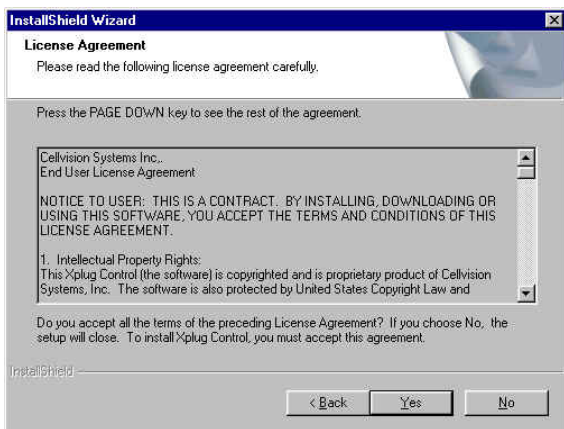 InstallShield Wizard
License Agreement
Please read the following license agreement carefully.
Press the PAGE DOWN key to see the rest of the agreement.
Cellvision Systems Inc,.
End User License Agreement
NOTICE TO USER: THIS IS A CONTRACT. BY INSTALLING, DOWNLOADING OR
USING THIS SOFTWARE, YOU ACCEPT THE TERMS AND CONDITIONS OF THIS
LICENSE AGREEMENT.
1. Intellectual Property Rights:
This Xplug Control (the software) is copyrighted and is proprietary product of Cellvision
Systems, Inc. The software is also protected by United States Copyright Law and
Do you accept all the terms of the preceding License Agreement? If you choose No, the
setup will close. To install Xplug Control, you must accept this agreement.
InstallShield
< Back Yes No